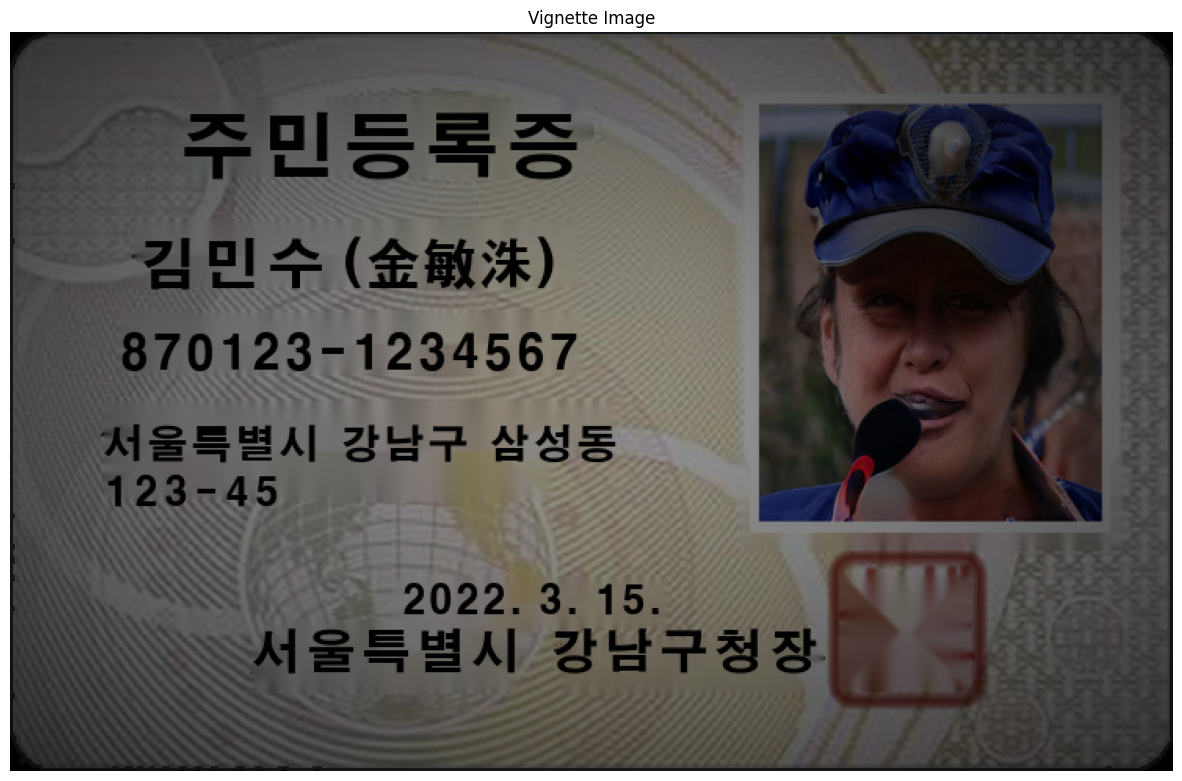 Vignette Image
주민등록증
김민수(金敏洙)
870123-1234567
서울특별시 강남구 삼성동
123-45
2022. 3. 15.
서울특별시 강남구청장